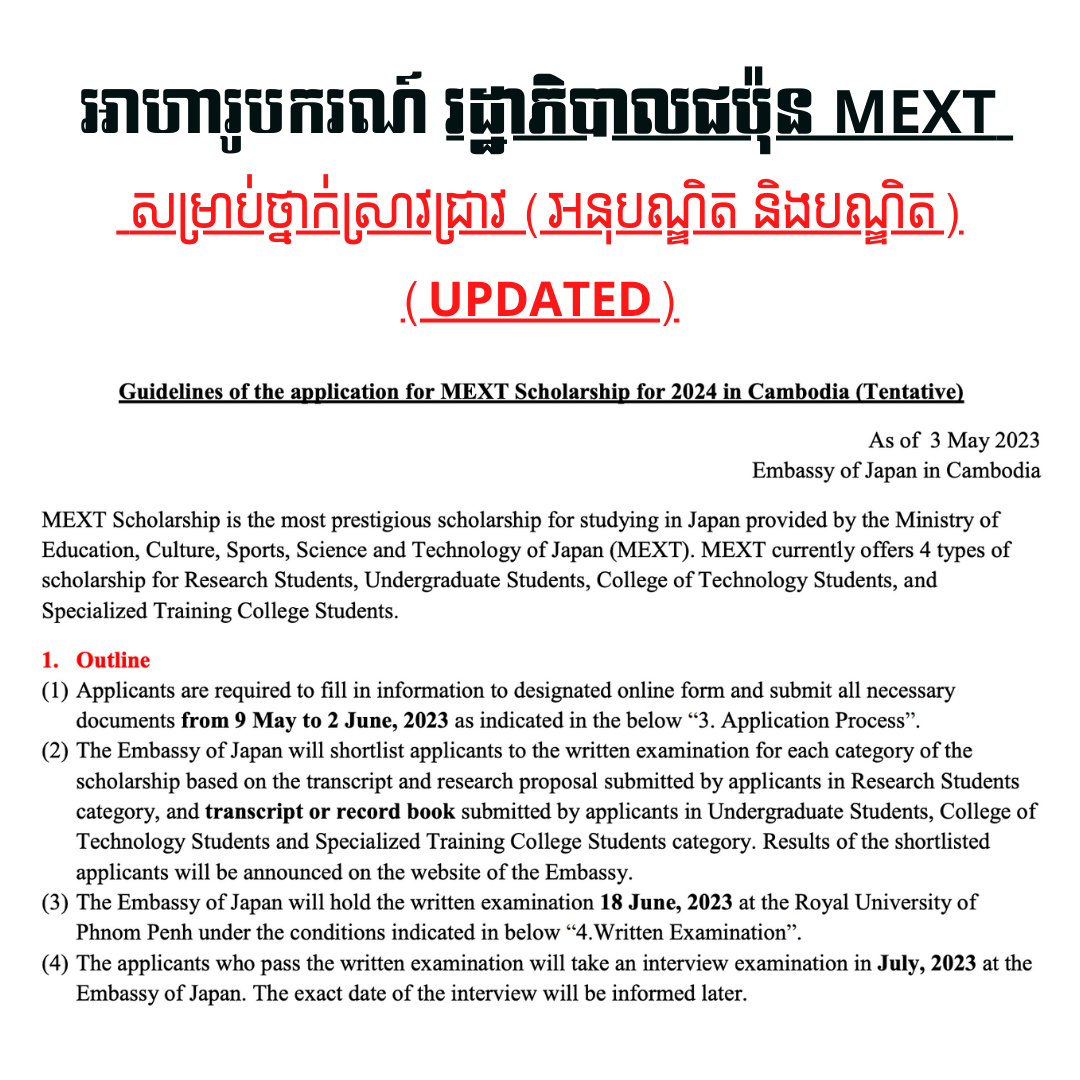 អាហារូបករណ៍ រដ្ឋាភិបាលជប៉ុន MEXT
សម្រាប់ថ្នាក់ស្រាវជ្រាវ (អនុបណ្ឌិត និងបណ្ឌិត)
(UPDATED)
Guidelines of the application for MEXT Scholarship for 2024 in Cambodia (Tentative)
As of 3 May 2023
Embassy of Japan in Cambodia
MEXT Scholarship is the most prestigious scholarship for studying in Japan provided by the Ministry of
Education, Culture, Sports, Science and Technology of Japan (MEXT). MEXT currently offers 4 types of
scholarship for Research Students, Undergraduate Students, College of Technology Students, and
Specialized Training College Students.
1. Outline
(1) Applicants are required to fill in information to designated online form and submit all necessary
documents from 9 May to 2 June, 2023 as indicated in the below “3. Application Process”.
(2) The Embassy of Japan will shortlist applicants to the written examination for each category of the
scholarship based on the transcript and research proposal submitted by applicants in Research Students
category, and transcript or record book submitted by applicants in Undergraduate Students, College of
Technology Students and Specialized Training College Students category. Results of the shortlisted
applicants will be announced on the website of the Embassy.
(3) The Embassy of Japan will hold the written examination 18 June, 2023 at the Royal University of
Phnom Penh under the conditions indicated in below “4.Written Examination”.
(4) The applicants who pass the written examination will take an interview examination in July, 2023 at the
Embassy of Japan. The exact date of the interview will be informed later.